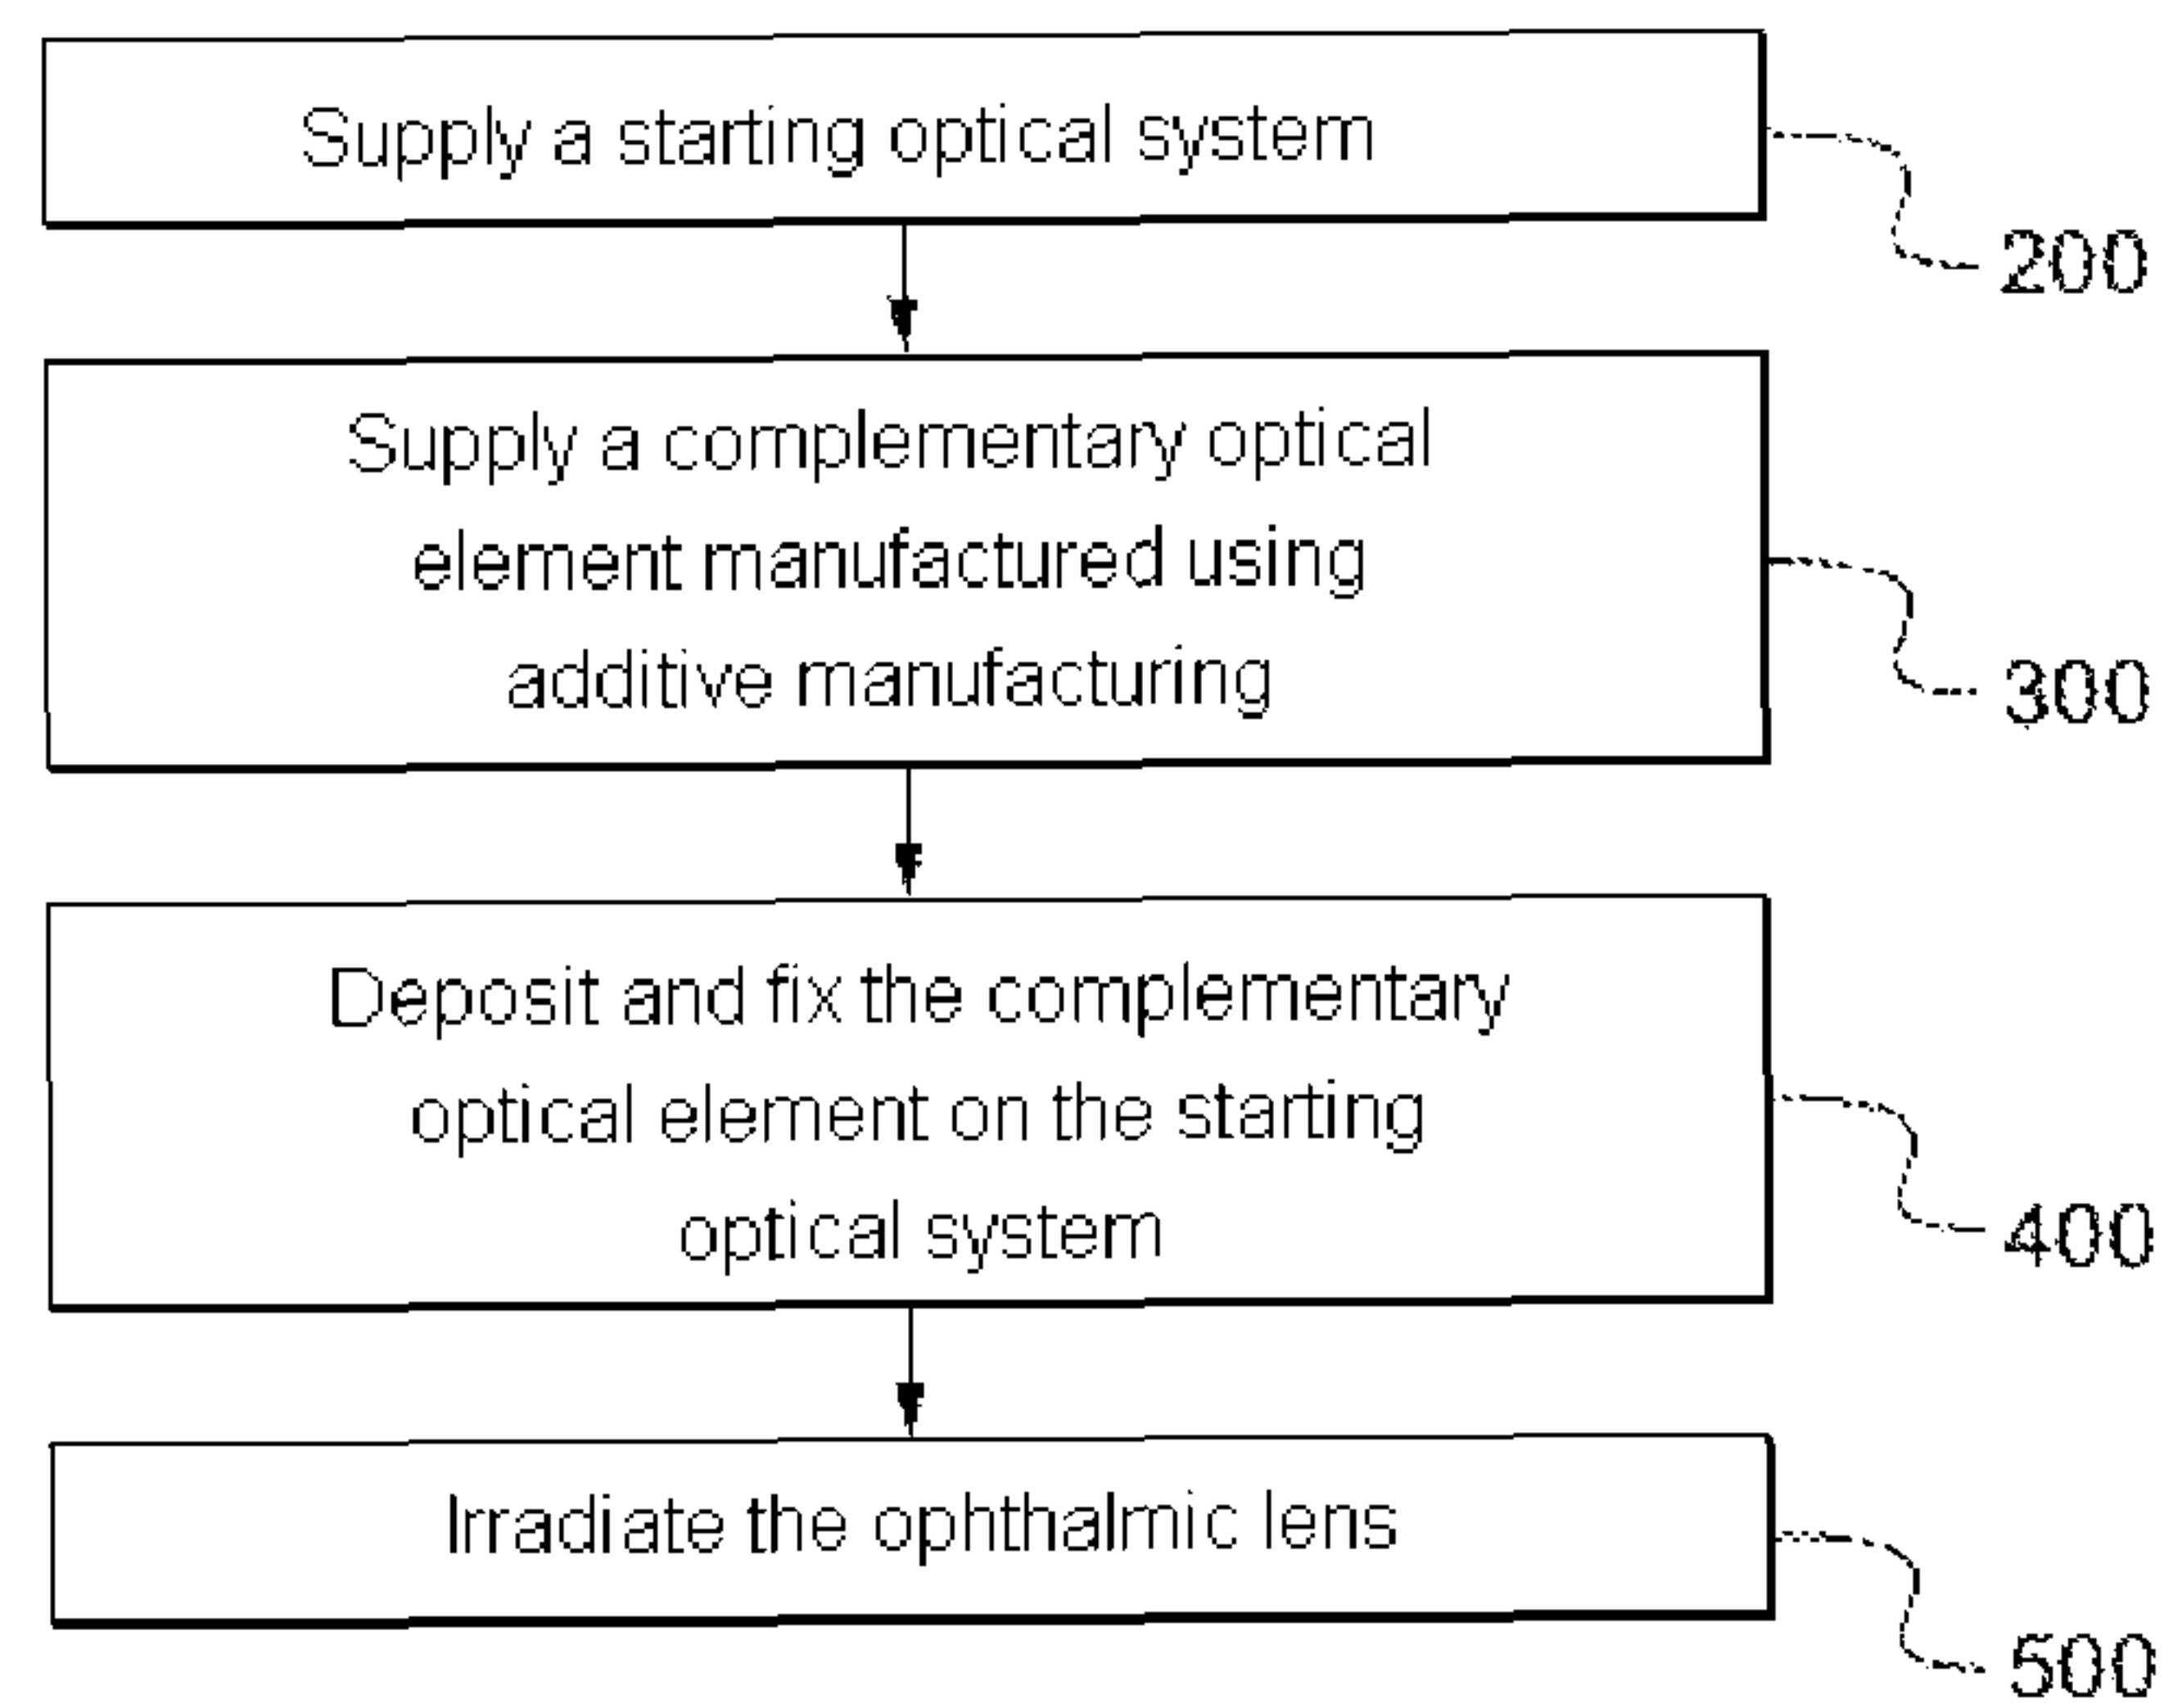 Supply a starting optical system
200
Supply a complementary optical
element manufactured using
additive manufacturing
300
Deposit and fix the complementary
optical element on the starting
optical system
400
Irradiate the ophthalmic lens
500